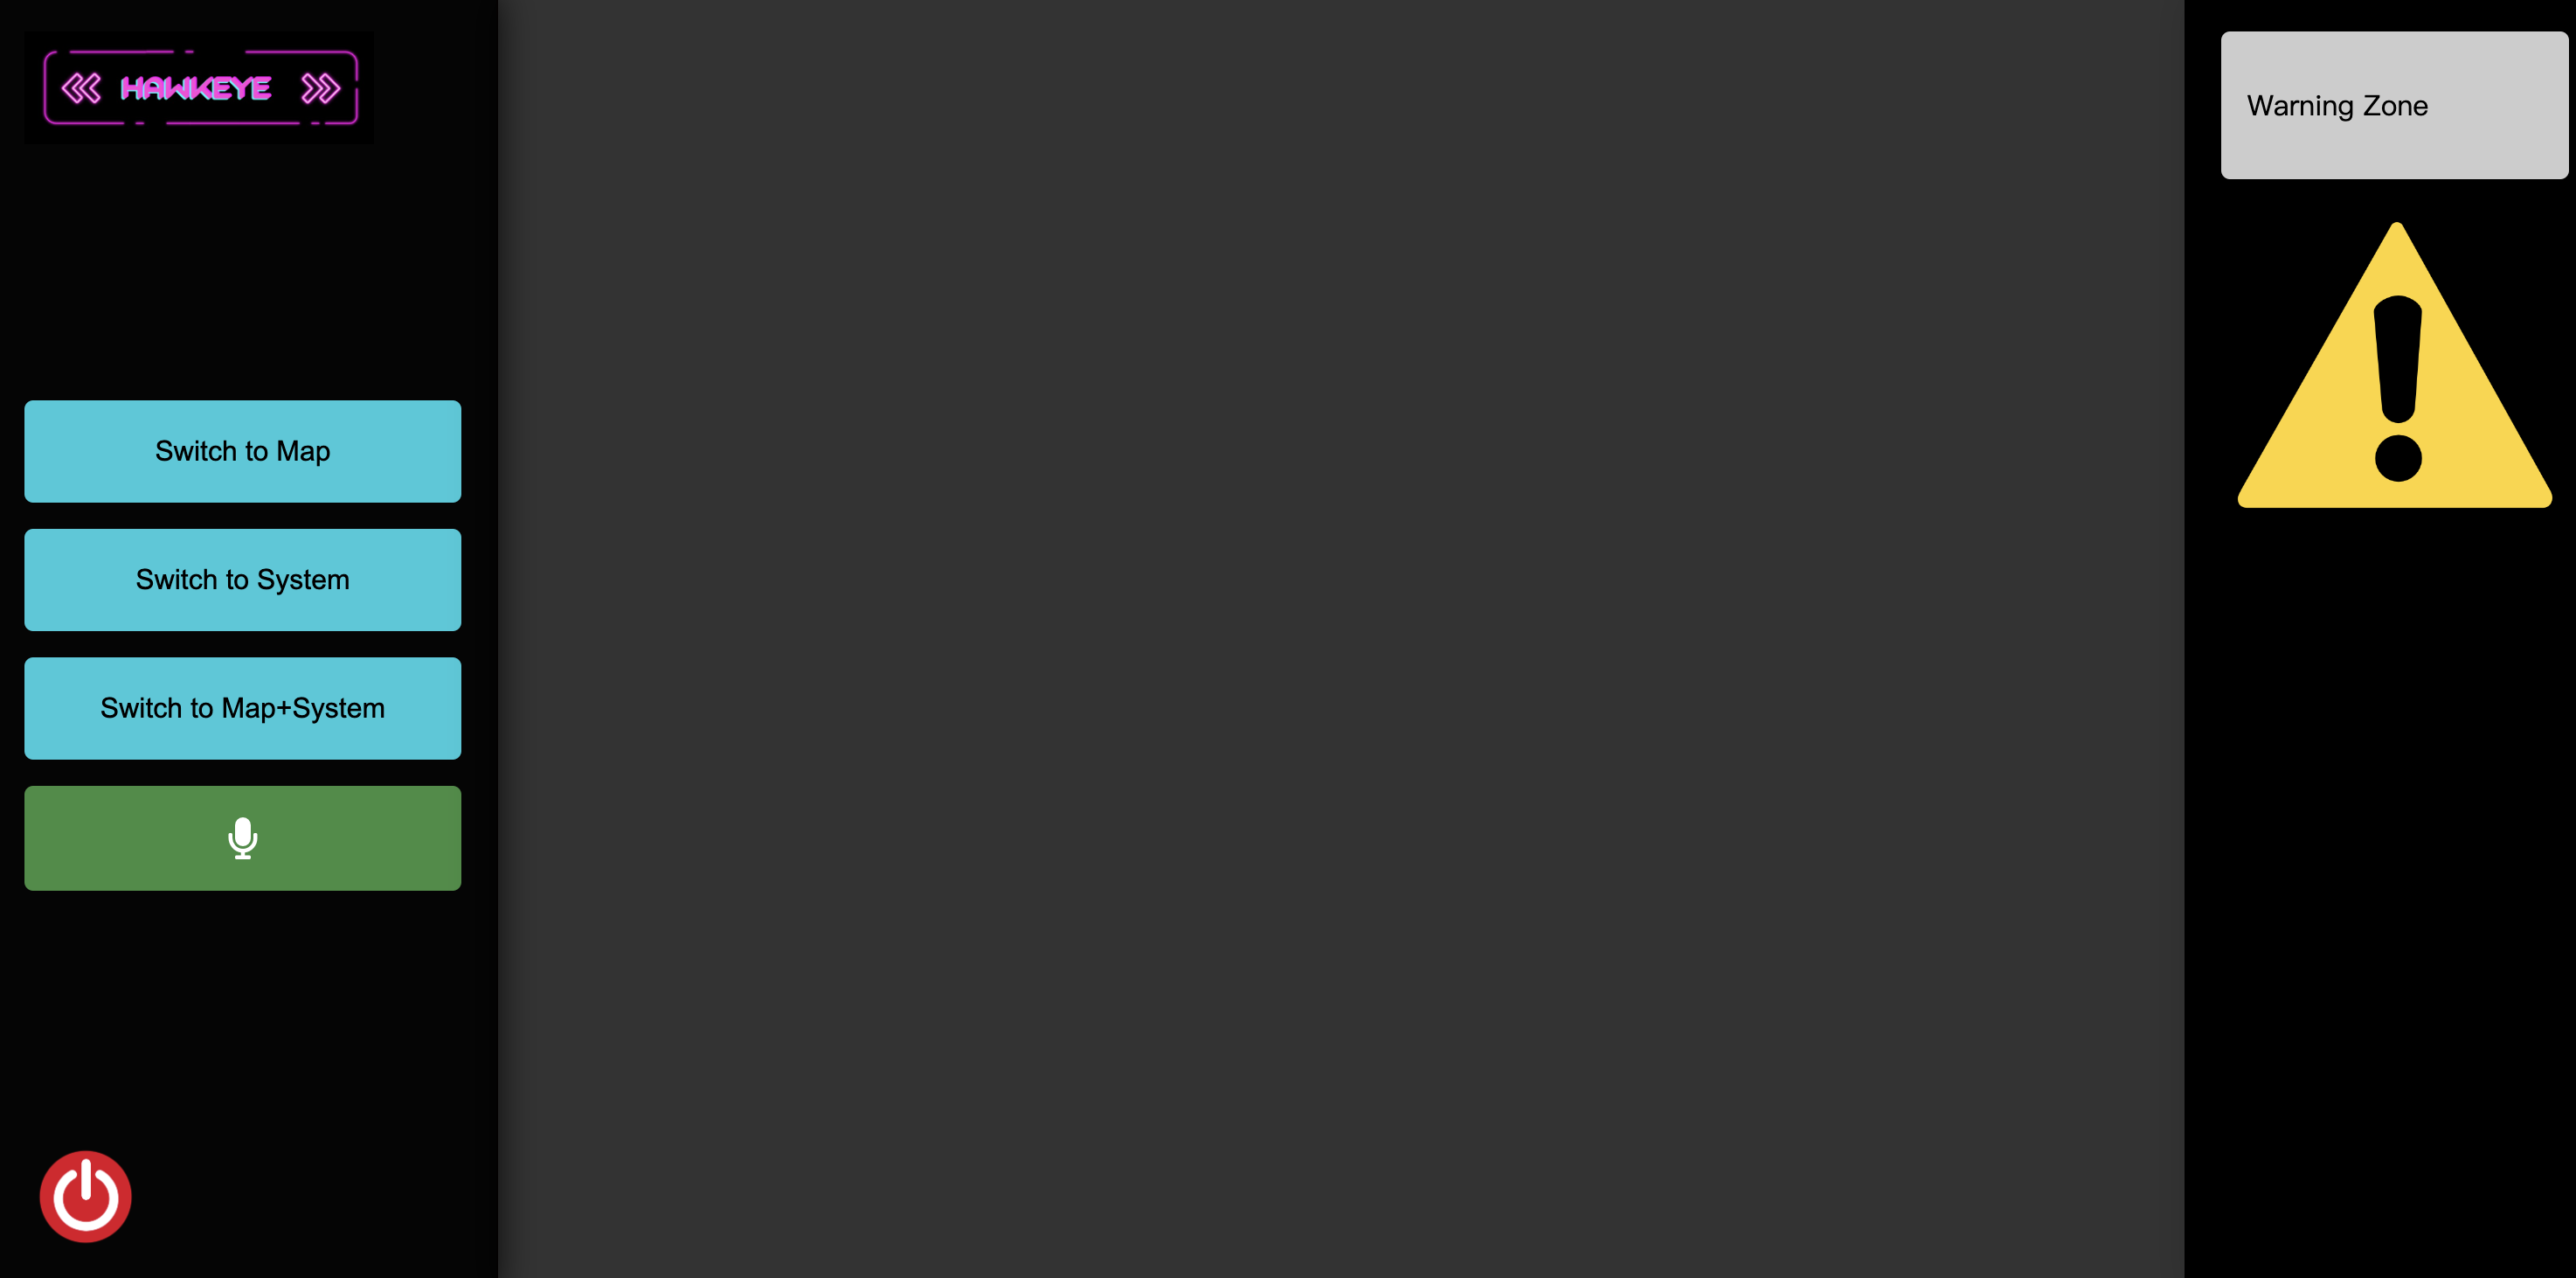 HAWKEYE
Switch to Map
Switch to System
Switch to Map+System
Warning Zone